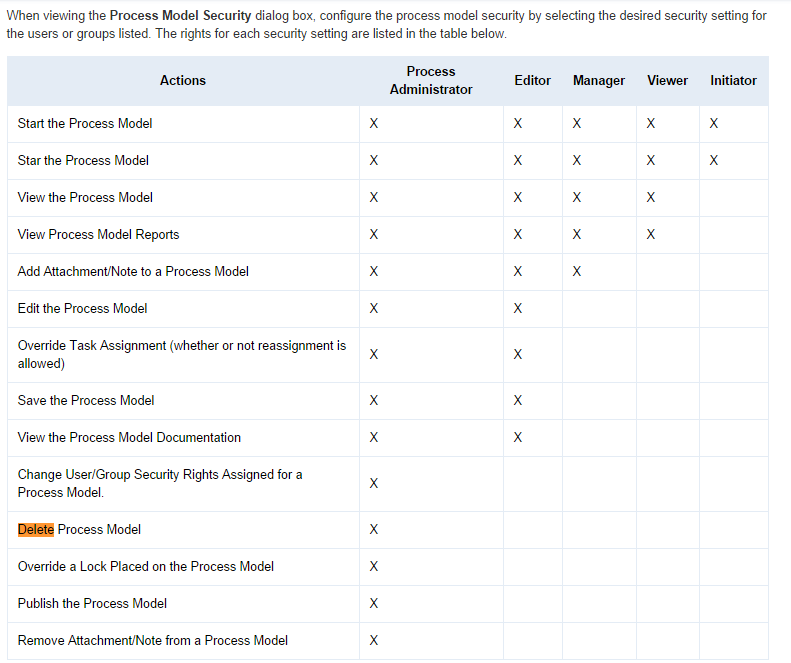 When viewing the Process Model Security dialog box, configure the process model security by selecting the desired security setting for
the users or groups listed. The rights for each security setting are listed in the table below.
Actions Process Administrator Editor Manager Viewer Initiator
Start the Process Model X X X X X
Star the Process Model X X X X X
View the Process Model X X X X
View Process Model Reports X X X X
Add Attachment/Note to a Process Model X X X
Edit the Process Model X X
Override Task Assignment (whether or not reassignment is
allowed) X X
Save the Process Model X X
View the Process Model Documentation X X
Change User/Group Security Rights Assigned for a
Process Model. X
Delete Process Model X
Override a Lock Placed on the Process Model X
Publish the Process Model X
Remove Attachment/Note from a Process Model X